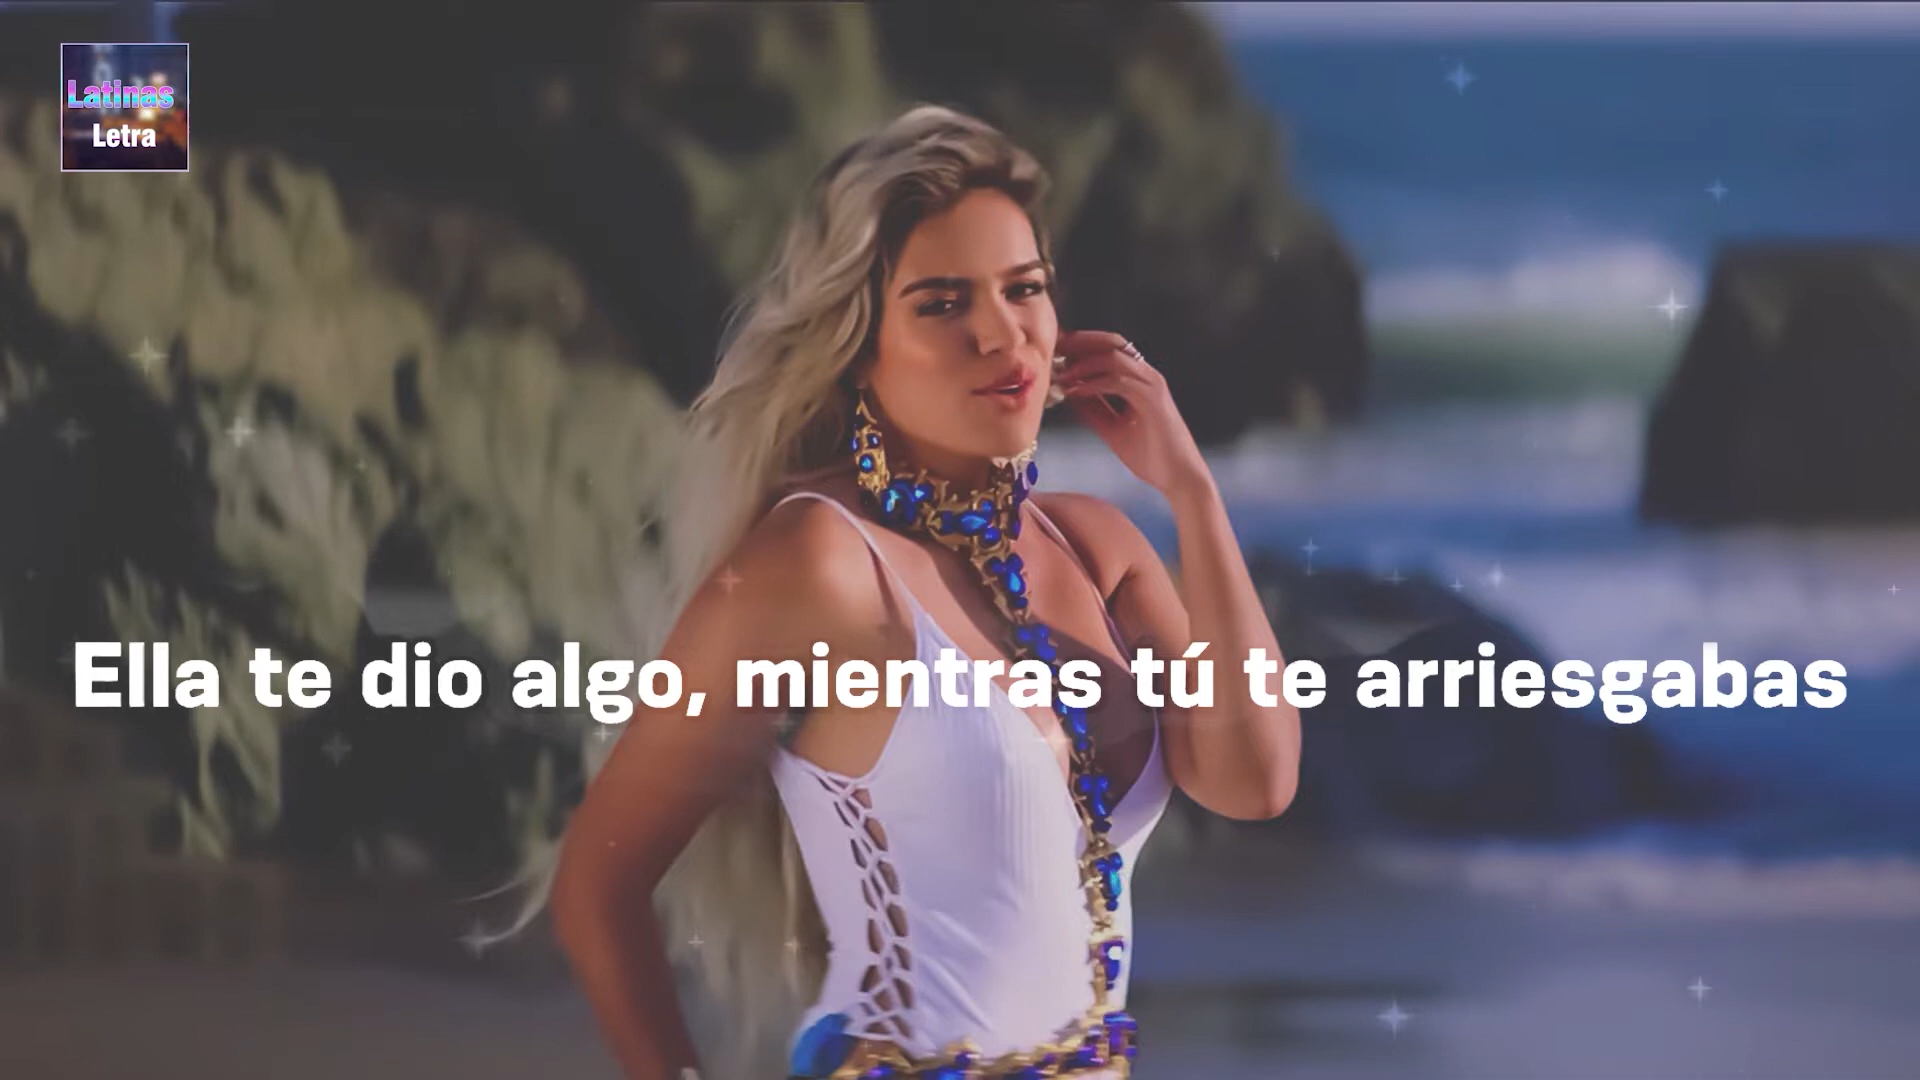 Latinas
Letra
Ella te dio algo, mientras tú te arriesgabas